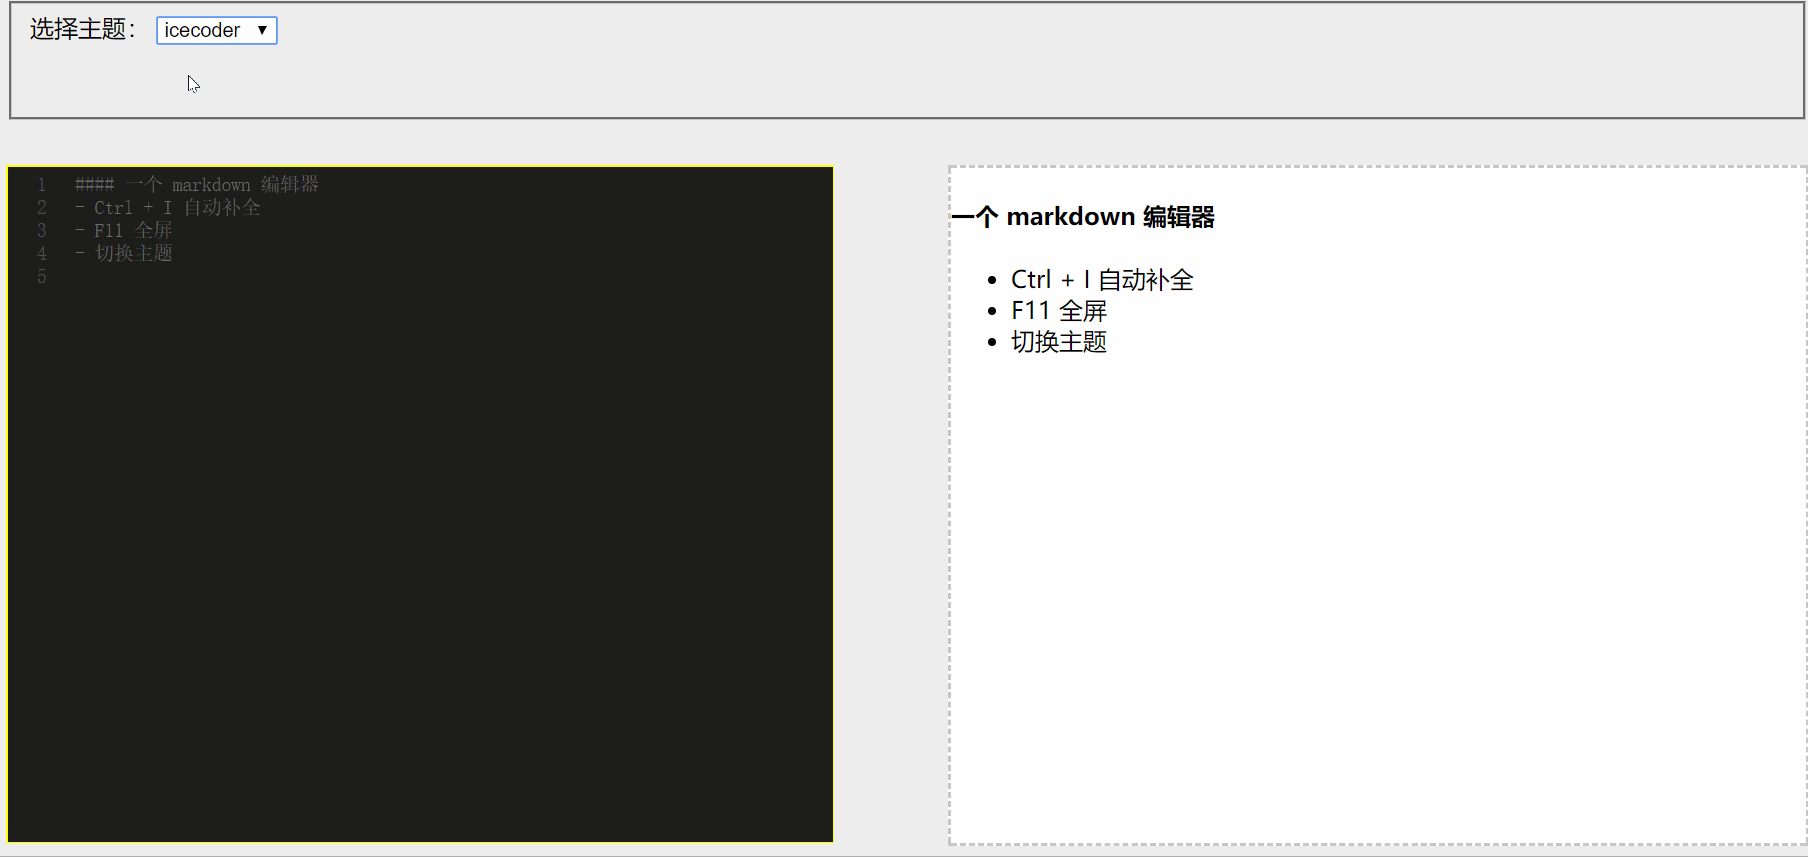 选择主题： icecoder
1 #### 一个 markdown 编辑器
2 - Ctrl + I 自动补全
3 - F11 全屏
4 - 切换主题
5
一个 markdown 编辑器
Ctrl + I 自动补全
F11 全屏
切换主题